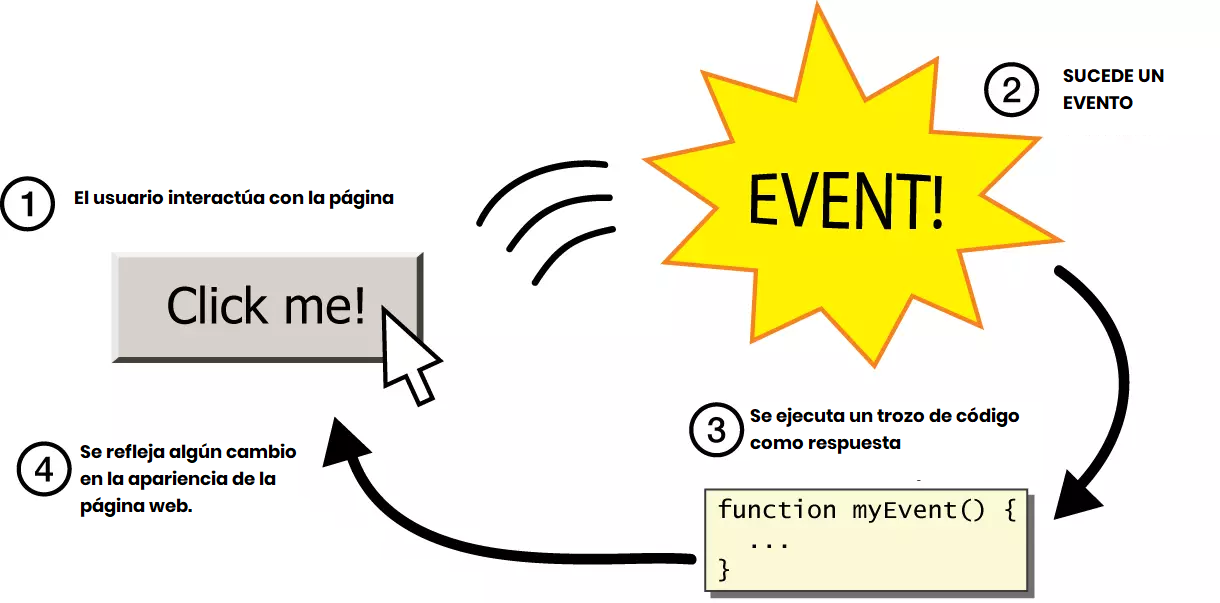 1
El usuario interactúa con la página
Click me!
EVENT!
2
SUCEDE UN
EVENTO
3
Se ejecuta un trozo de código
como respuesta
function myEvent() {
...
}
4
Se refleja algún cambio
en la apariencia de la
página web.